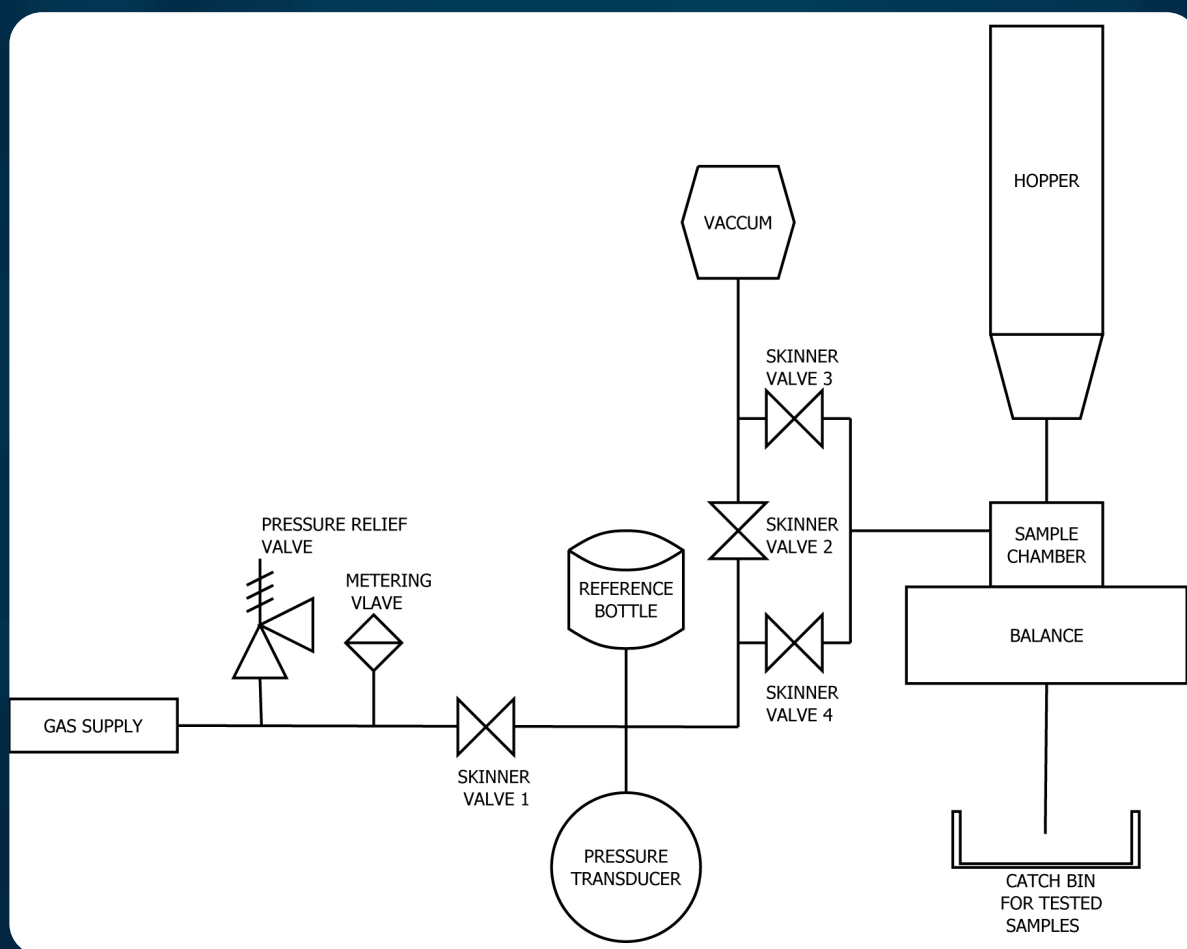 HOPPER
VACCUM
SKINNER
VALVE 3
PRESSURE RELIEF
VALVE
SKINNER
VALVE 2
SAMPLE
CHAMBER
METERING
VLAVE
REFERENCE
BOTTLE
BALANCE
SKINNER
VALVE 4
GAS SUPPLY
SKINNER
VALVE 1
PRESSURE
TRANSDUCER
CATCH BIN
FOR TESTED
SAMPLES